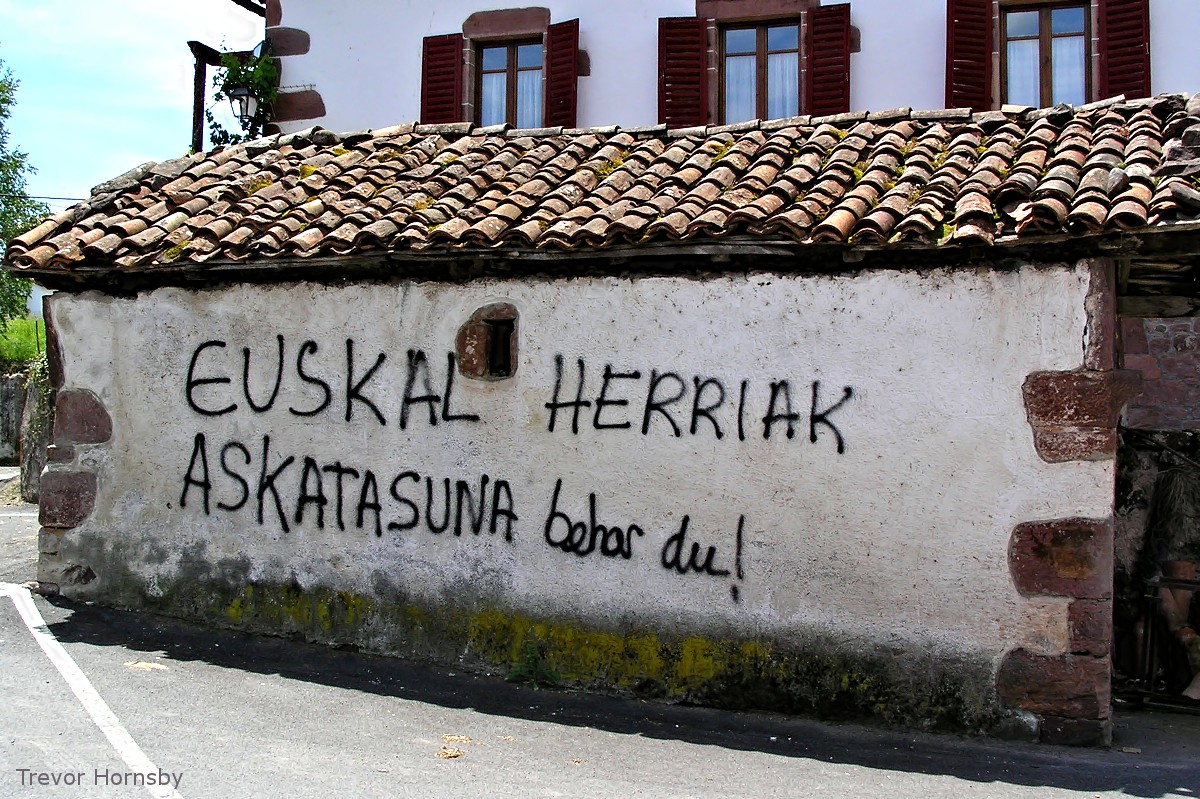 EUSKAL HERRIAK
ASKATASUNA behar du!
Trevor Hornsby